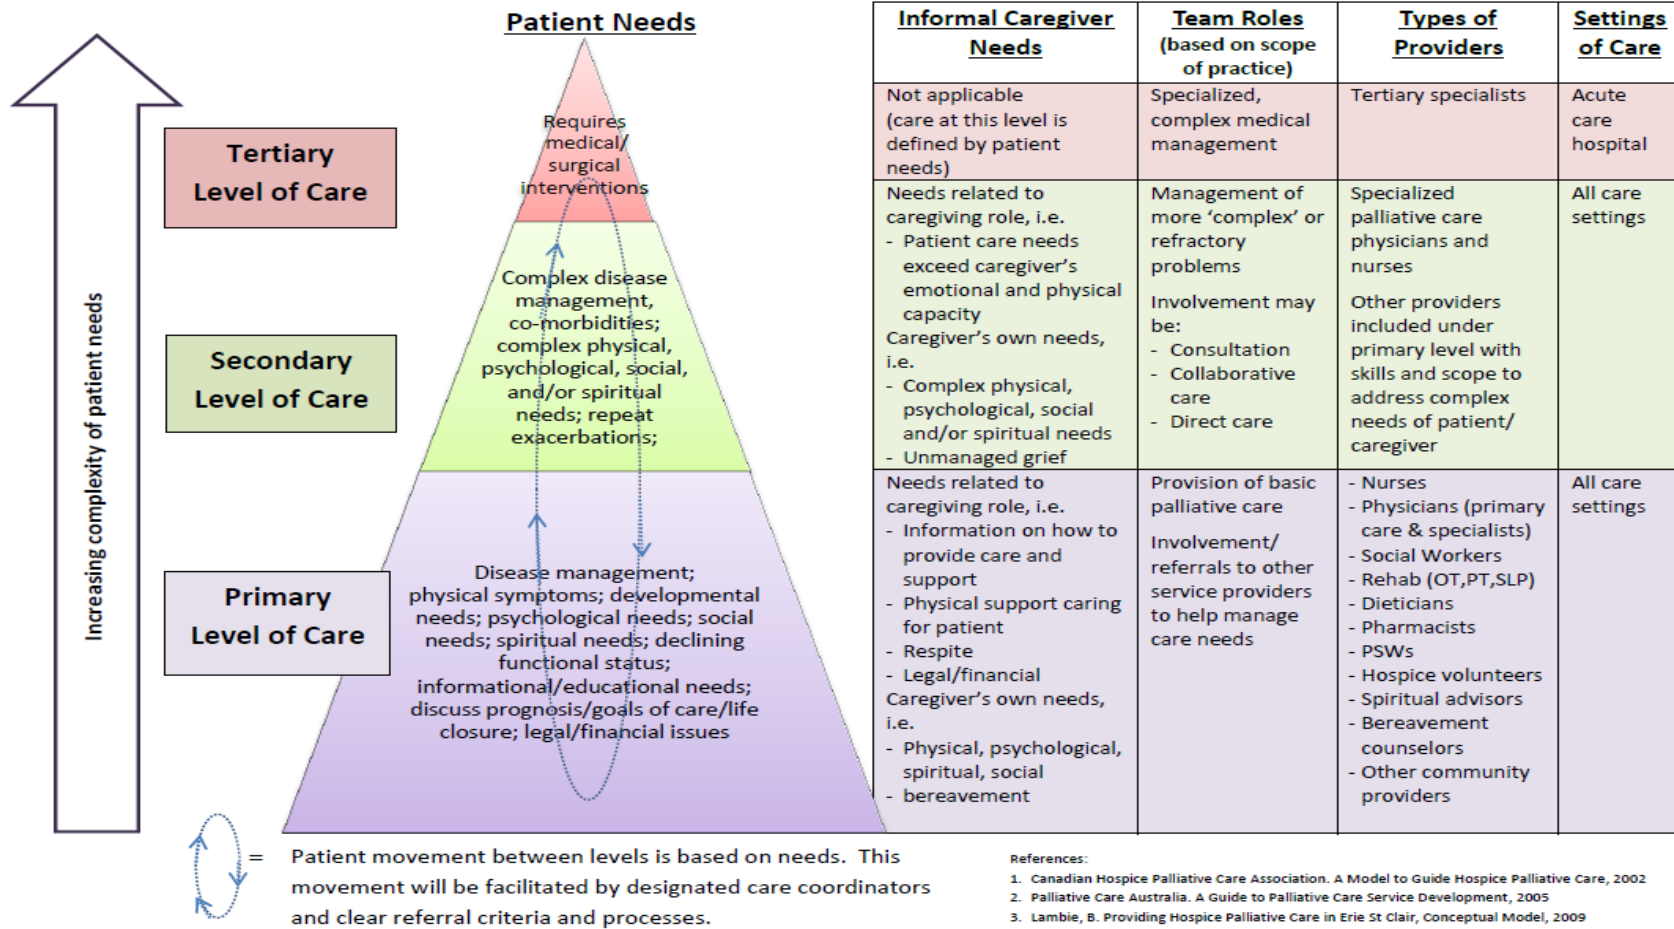 Patient Needs
Increasing complexity of patient needs
Tertiary
Level of Care
Requires
medical/
surgical
interventions
Secondary
Level of Care
Complex disease
management,
co-morbidities;
complex physical,
psychological, social,
and/or spiritual
needs; repeat
exacerbations;
Primary
Level of Care
Disease management;
physical symptoms; developmental
needs; psychological needs; social
needs; spiritual needs; declining
functional status;
informational/educational needs;
discuss prognosis/goals of care/life
closure; legal/financial issues
Informal Caregiver
Needs
Team Roles
(based on scope
of practice)
Types of
Providers
Settings
of Care
Not applicable
(care at this level is
defined by patient
needs)
Specialized,
complex medical
management
Tertiary specialists
Acute
care
hospital
Needs related to
caregiving role, i.e.
- Patient care needs
exceed caregiver's
emotional and physical
capacity
Caregiver's own needs,
i.e.
- Complex physical,
psychological, social
and/or spiritual needs
- Unmanaged grief
Management of
more 'complex' or
refractory
problems
Involvement may
be:
- Consultation
- Collaborative
care
- Direct care
Specialized
palliative care
physicians and
nurses
Other providers
included under
primary level with
skills and scope to
address complex
needs of patient/
caregiver
All care
settings
Needs related to
caregiving role, i.e.
- Information on how to
provide care and
support
- Physical support caring
for patient
- Respite
- Legal/financial
Caregiver's own needs,
i.e.
- Physical, psychological,
spiritual, social
- bereavement
Provision of basic
palliative care
Involvement/
referrals to other
service providers
to help manage
care needs
- Nurses
- Physicians (primary
care & specialists)
- Social Workers
- Rehab (OT,PT,SLP)
- Dieticians
- Pharmacists
- PSWs
- Hospice volunteers
- Spiritual advisors
- Bereavement
counselors
- Other community
providers
All care
settings
= Patient movement between levels is based on needs. This
movement will be facilitated by designated care coordinators
and clear referral criteria and processes.
References:
1. Canadian Hospice Palliative Care Association. A Model to Guide Hospice Palliative Care, 2002
2. Palliative Care Australia. A Guide to Palliative Care Service Development, 2005
3. Lambie, B. Providing Hospice Palliative Care in Erie St Clair, Conceptual Model, 2009